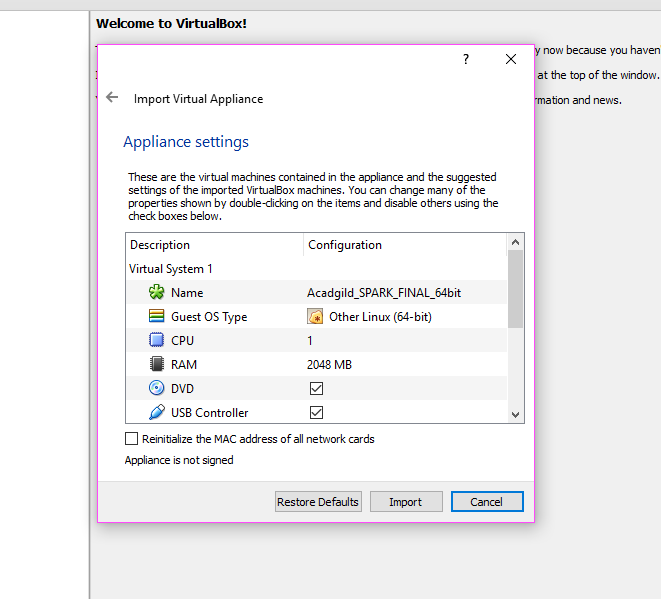 Welcome to VirtualBox!
y now because you haven
at the top of the window.
rmation and news.
?
Import Virtual Appliance
Appliance settings
These are the virtual machines contained in the appliance and the suggested
settings of the imported VirtualBox machines. You can change many of the
properties shown by double-clicking on the items and disable others using the
check boxes below.
Description Configuration
Virtual System 1
Name Acadgild_SPARK_FINAL_64bit
Guest OS Type Other Linux (64-bit)
CPU 1
RAM 2048 MB
DVD
USB Controller
Reinitialize the MAC address of all network cards
Appliance is not signed
Restore Defaults Import Cancel